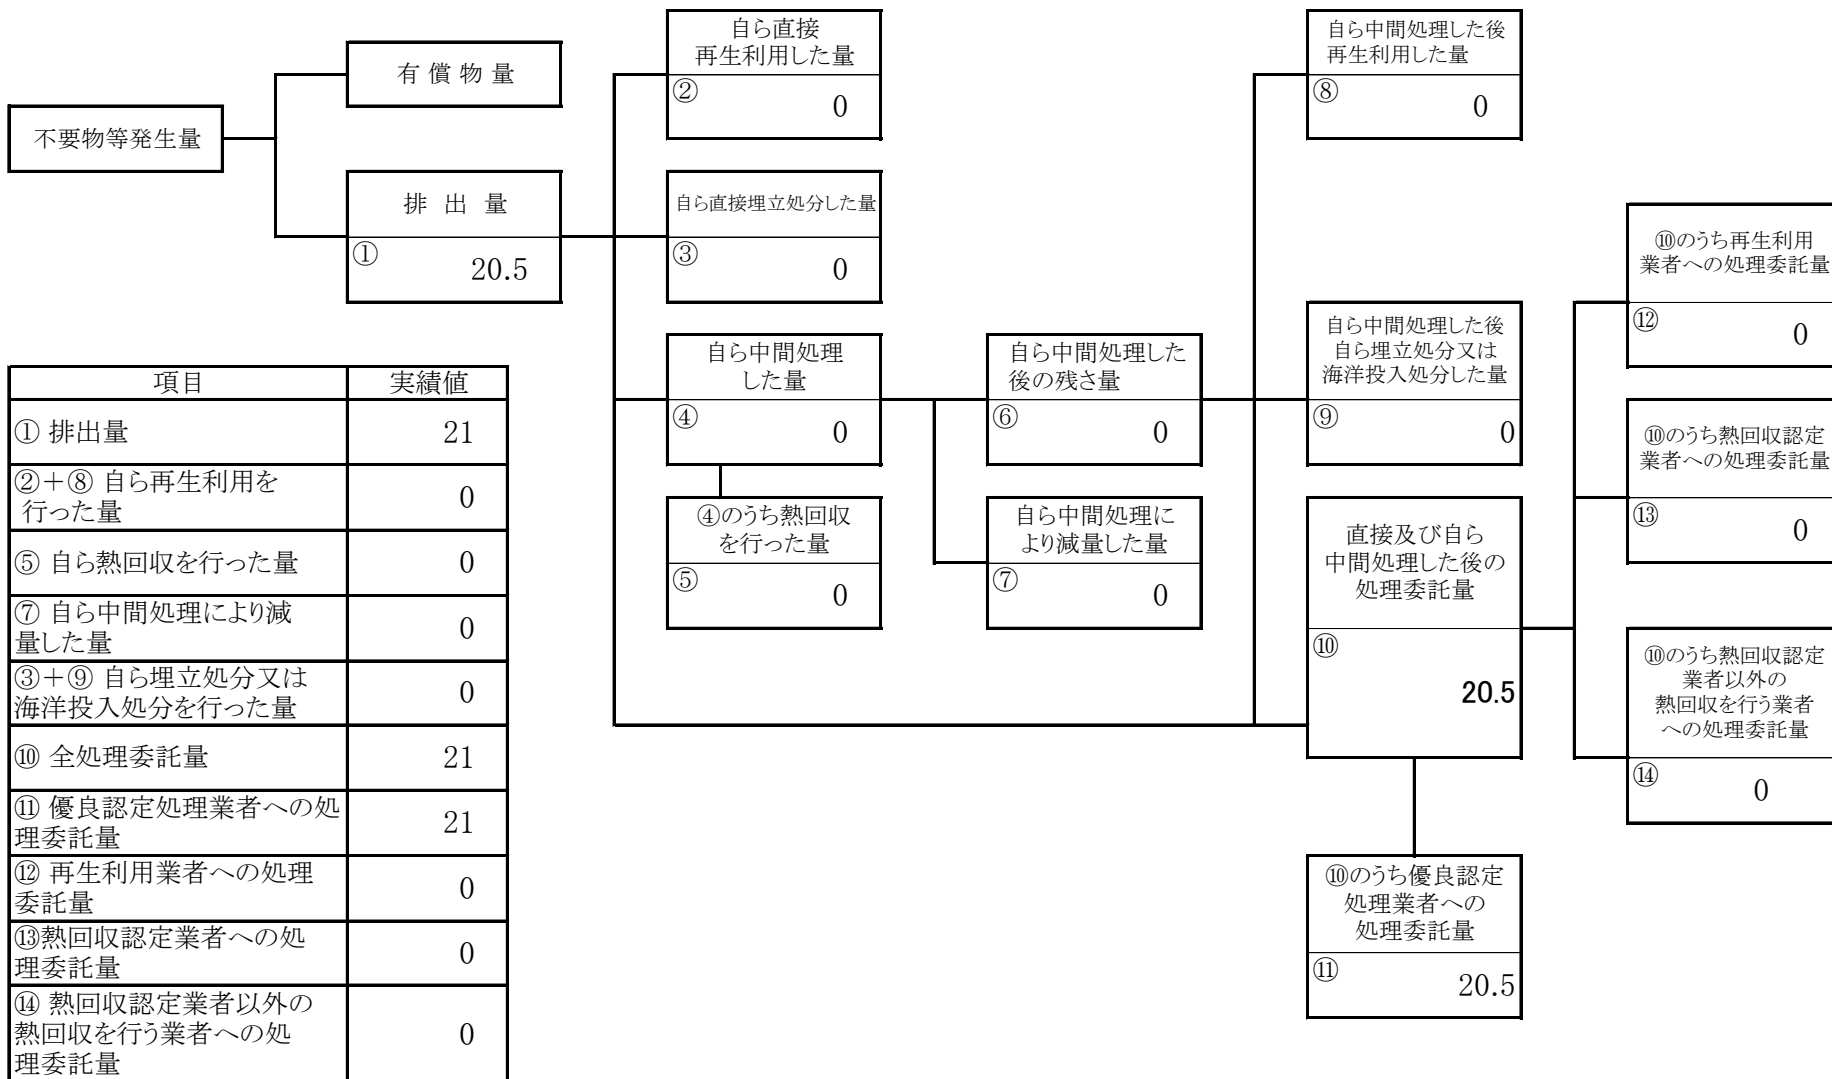 不要物等発生量
有 償 物 量
排 出 量
①
20.5
自ら直接
再生利用した量
②
0
自ら直接埋立処分した量
③
0
自ら中間処理
した量
④
0
④のうち熱回収
を行った量
⑤
0
自ら中間処理した
後の残さ量
⑥
0
自ら中間処理に
より減量した量
⑦
0
自ら中間処理した後
再生利用した量
⑧
0
自ら中間処理した後
自ら埋立処分又は
海洋投入処分した量
⑨
0
直接及び自ら
中間処理した後の
処理委託量
⑩
20.5
⑩のうち優良認定
処理業者への
処理委託量
⑪
20.5
⑩のうち再生利用
業者への処理委託量
⑫
0
⑩のうち熱回収認定
業者への処理委託量
⑬
0
⑩のうち熱回収認定
業者以外の
熱回収を行う業者
への処理委託量
⑭
0
項目 実績値
① 排出量 21
②+⑧ 自ら再生利用を
行った量 0
⑤ 自ら熱回収を行った量 0
⑦ 自ら中間処理により減
量した量 0
③+⑨ 自ら埋立処分又は
海洋投入処分を行った量 0
⑩ 全処理委託量 21
⑪ 優良認定処理業者への処
理委託量 21
⑫ 再生利用業者への処理
委託量 0
⑬熱回収認定業者への処
理委託量 0
⑭ 熱回収認定業者以外の
熱回収を行う業者への処
理委託量 0